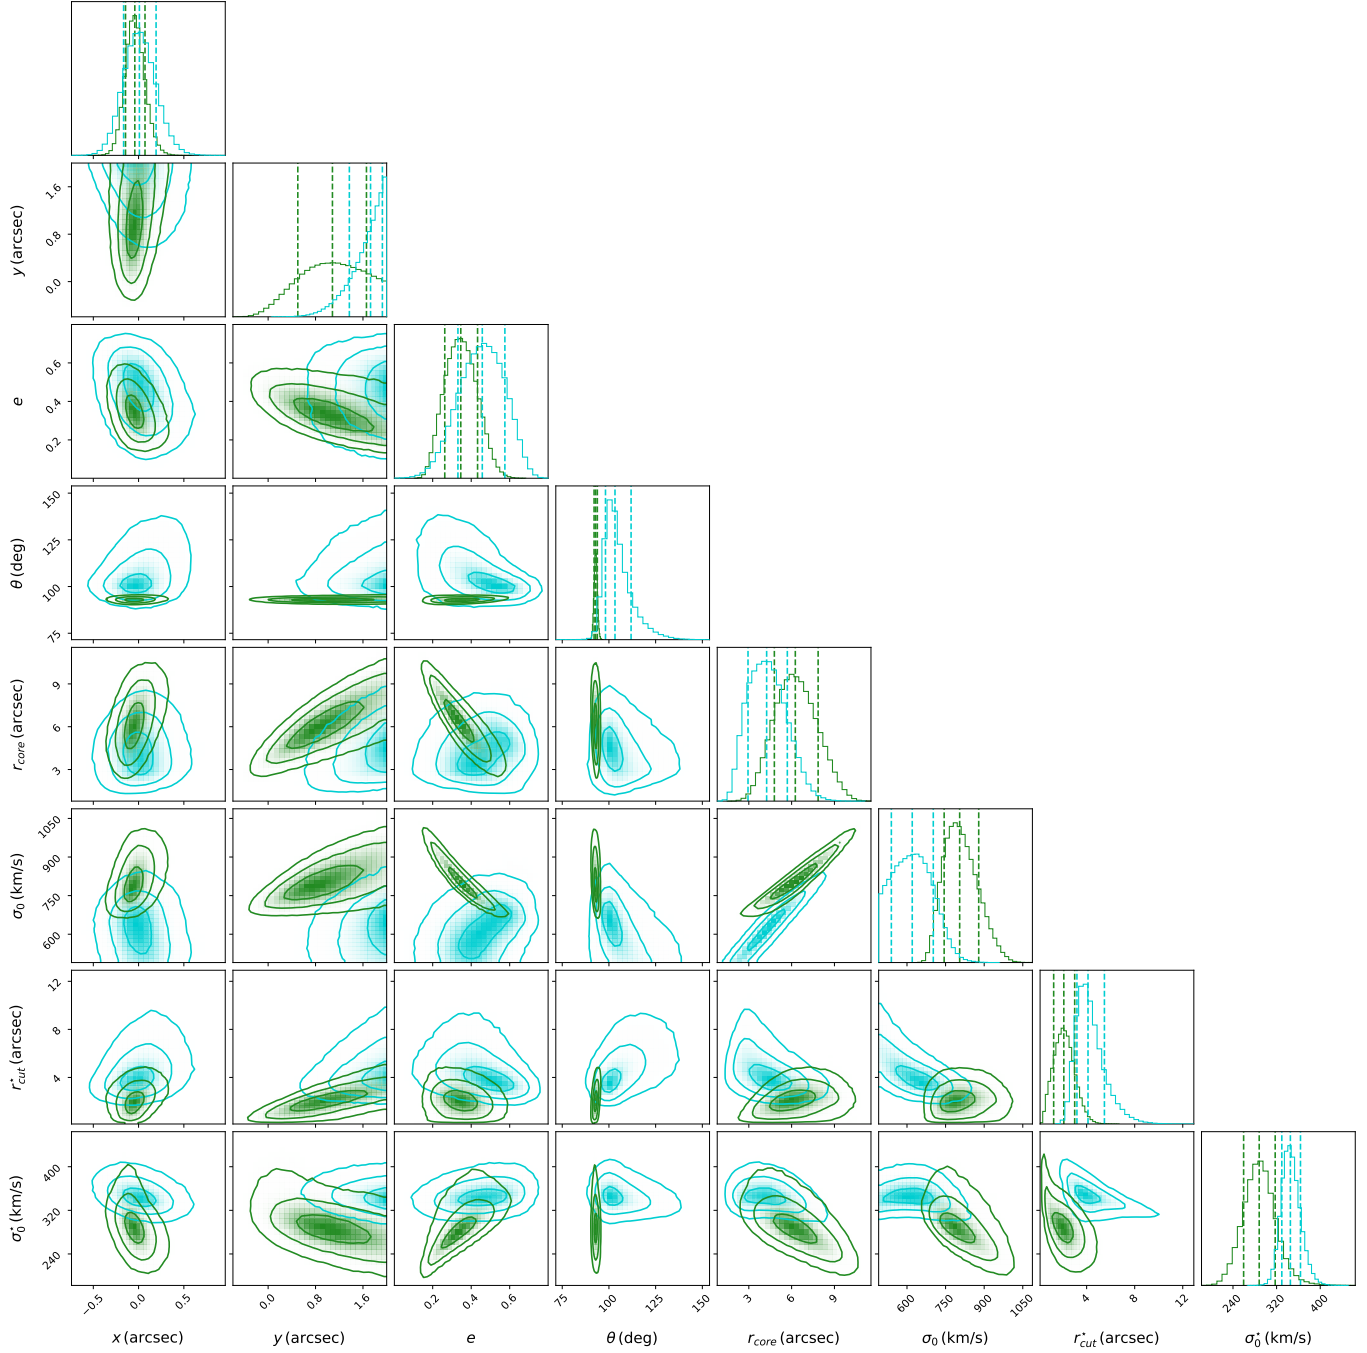 y (arcsec)
0.0 0.8 1.6
e
0.2 0.4 0.6
θ (deg)
75 100 125 150
r_core (arcsec)
3 6 9
σ_0 (km/s)
600 750 900 1050
r*_cut (arcsec)
4 8 12
σ*_0 (km/s)
240 320 400
−0.5 0.0 0.5
0.0 0.8 1.6
0.2 0.4 0.6
75 100 125 150
3 6 9
600 750 900 1050
4 8 12
240 320 400
x (arcsec)
y (arcsec)
e
θ (deg)
r_core (arcsec)
σ_0 (km/s)
r*_cut (arcsec)
σ*_0 (km/s)